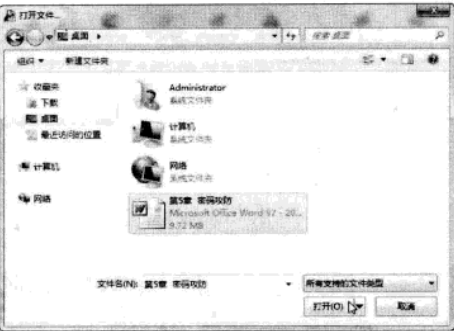 打开文件...
桌面
搜索 桌面
组织 新建文件夹
收藏夹
下载
桌面
最近访问的位置
计算机
网络
Administrator
系统文件夹
计算机
系统文件夹
网络
系统文件夹
第5章 密码攻防
Microsoft Office Word 97 - 20...
9.72 MB
文件名(N): 第5章 密码攻防
所有支持的文件类型
打开(O) 取消